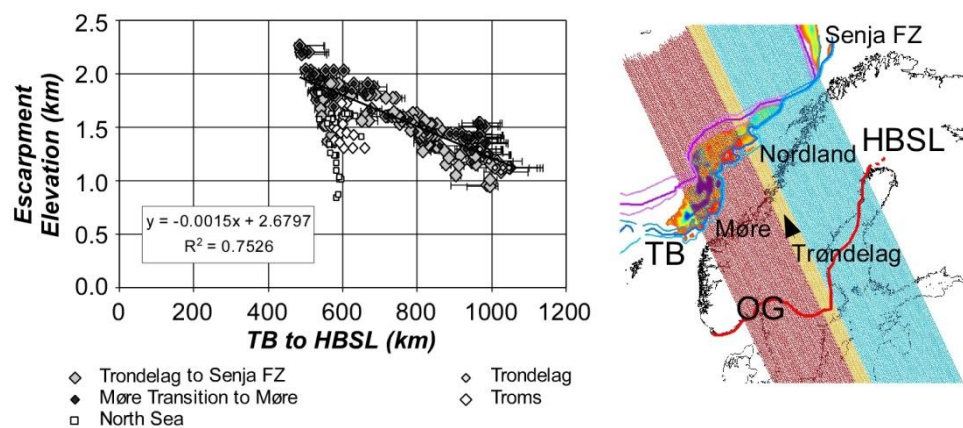 2.5
2.0
1.5
1.0
0.5
0.0
Escarpment
Elevation (km)
y = -0.0015x + 2.6797
R² = 0.7526
0 200 400 600 800 1000 1200
TB to HBSL (km)
Trondelag to Senja FZ
Møre Transition to Møre
North Sea
Trondelag
Troms
Senja FZ
HBSL
Nordland
Møre
TB
Trøndelag
OG